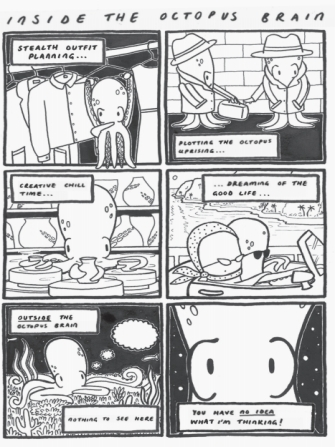 INSIDE THE OCTOPUS BRAIN
STEALTH OUTFIT
PLANNING...
PLOTTING THE OCTOPUS
UPRISING...
CREATIVE CHILL
TIME...
... DREAMING OF THE
GOOD LIFE...
OUTSIDE THE
OCTOPUS BRAIN
NOTHING TO SEE HERE
YOU HAVE NO IDEA
WHAT I'M THINKING!